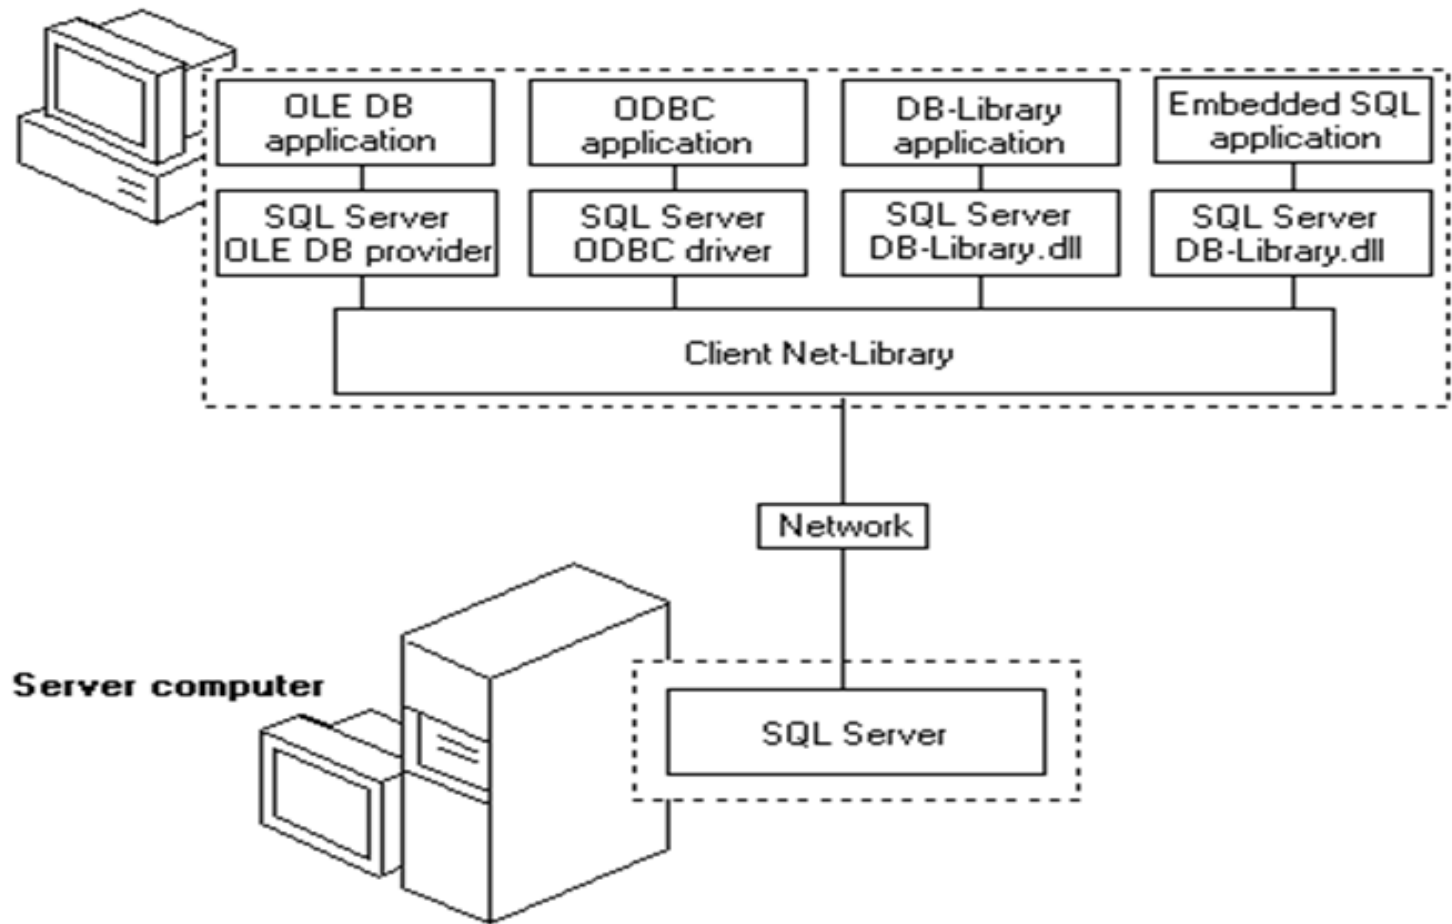 OLE DB
application
ODBC
application
DB-Library
application
Embedded SQL
application
SQL Server
OLE DB provider
SQL Server
ODBC driver
SQL Server
DB-Library.dll
SQL Server
DB-Library.dll
Client Net-Library
Network
Server computer
SQL Server